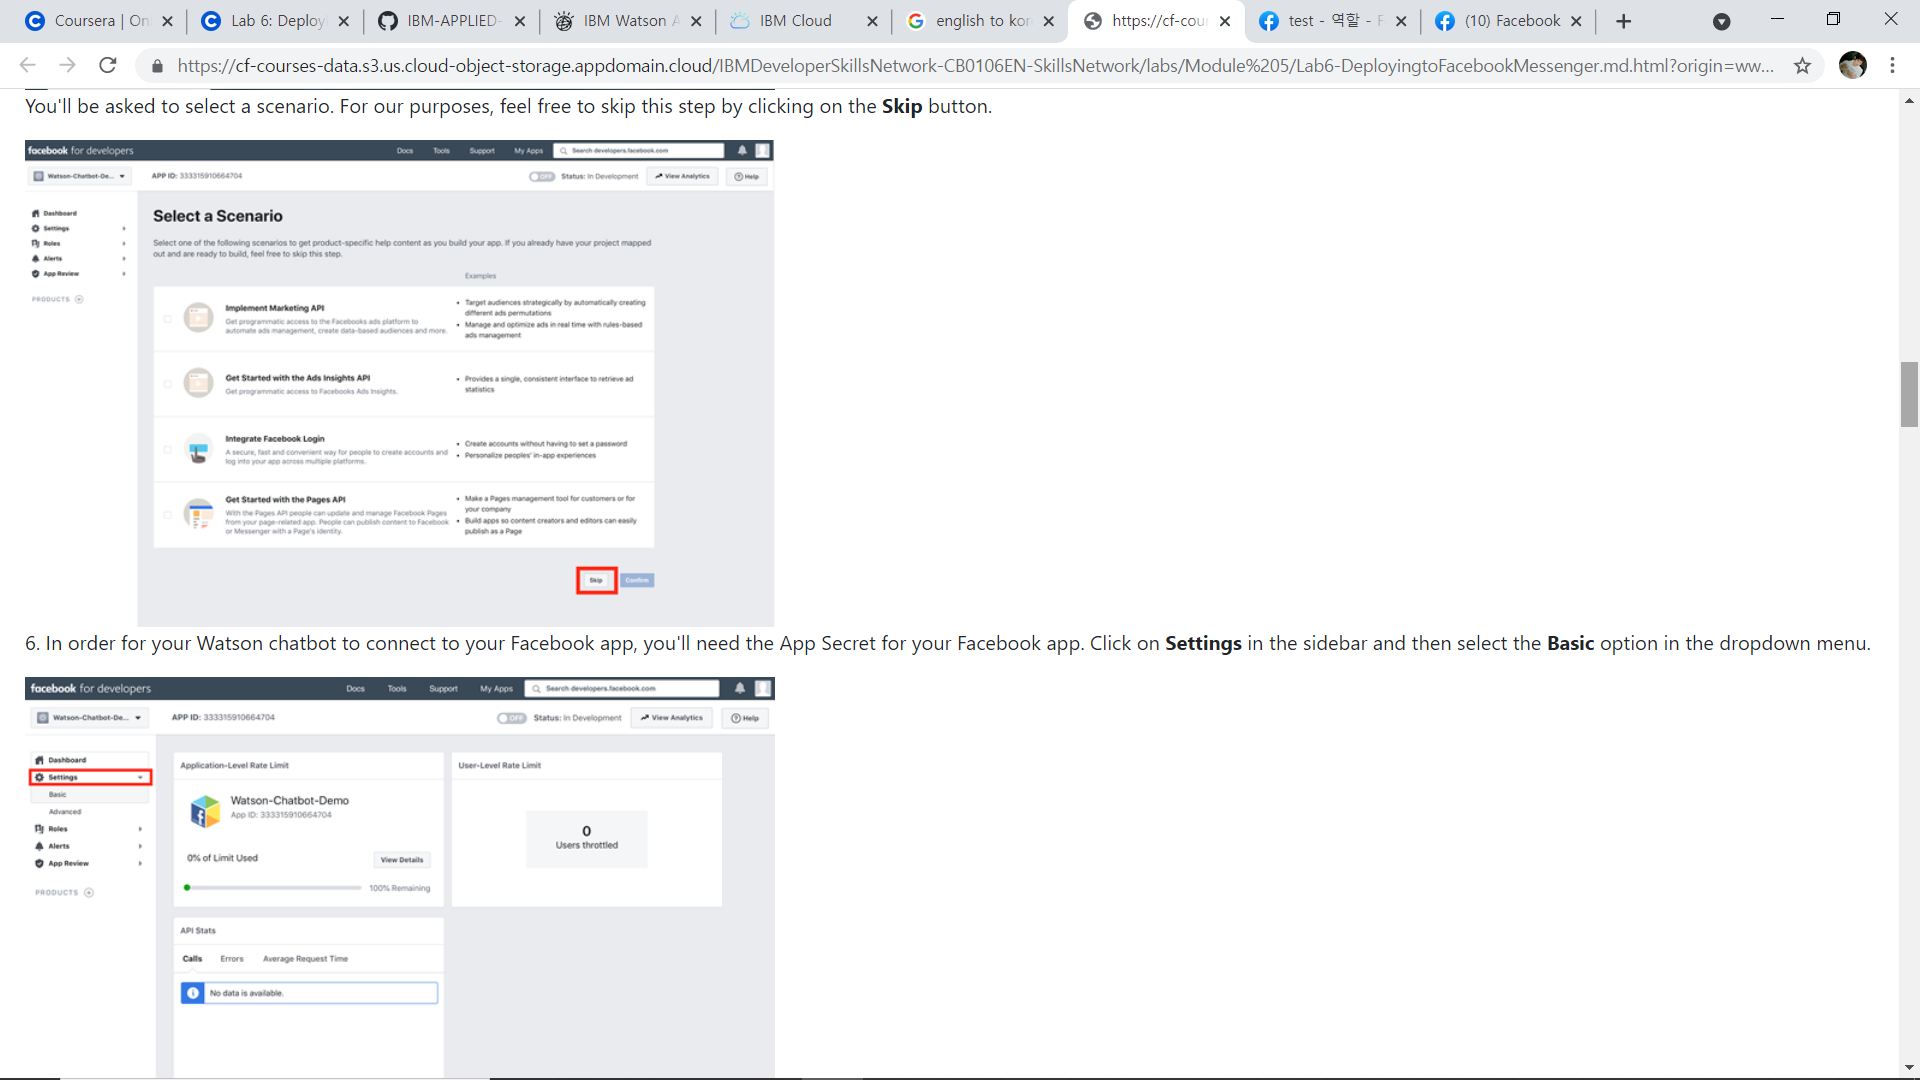 Coursera | On
Lab 6: Deploy
IBM-APPLIED-
IBM Watson A
IBM Cloud
english to kor
https://cf-cour
test - 역할 - F
(10) Facebook
https://cf-courses-data.s3.us.cloud-object-storage.appdomain.cloud/IBMDeveloperSkillsNetwork-CB0106EN-SkillsNetwork/labs/Module%205/Lab6-DeployingtoFacebookMessenger.md.html?origin=ww...
You'll be asked to select a scenario. For our purposes, feel free to skip this step by clicking on the Skip button.
facebook for developers
Docs Tools Support My Apps Search developers.facebook.com
Watson-Chatbot-De... APP ID: 333315910664704 OFF Status: In Development View Analytics Help
Dashboard
Settings
Roles
Alerts
App Review
PRODUCTS
Select a Scenario
Select one of the following scenarios to get product-specific help content as you build your app. If you already have your project mapped
out and are ready to build, feel free to skip this step.
Examples
Implement Marketing API
Get programmatic access to the Facebooks ads platform to
automate ads management, create data-based audiences and more.
• Target audiences strategically by automatically creating
different ads permutations
• Manage and optimize ads in real time with rules-based
ads management
Get Started with the Ads Insights API
Get programmatic access to Facebooks Ads Insights.
• Provides a single, consistent interface to retrieve ad
statistics
Integrate Facebook Login
A secure, fast and convenient way for people to create accounts and
log into your app across multiple platforms.
• Create accounts without having to set a password
• Personalize peoples' in-app experiences
Get Started with the Pages API
With the Pages API people can update and manage Facebook Pages
from your page-related app. People can publish content to Facebook
or Messenger with a Page's identity.
• Make a Pages management tool for customers or for
your company
• Build apps so content creators and editors can easily
publish as a Page
Skip Confirm
6. In order for your Watson chatbot to connect to your Facebook app, you'll need the App Secret for your Facebook app. Click on Settings in the sidebar and then select the Basic option in the dropdown menu.
facebook for developers
Docs Tools Support My Apps Search developers.facebook.com
Watson-Chatbot-De... APP ID: 333315910664704 OFF Status: In Development View Analytics Help
Dashboard
Settings
Basic
Advanced
Roles
Alerts
App Review
PRODUCTS
Application-Level Rate Limit
Watson-Chatbot-Demo
App ID: 333315910664704
0% of Limit Used View Details
100% Remaining
User-Level Rate Limit
0
Users throttled
API Stats
Calls Errors Average Request Time
No data is available.